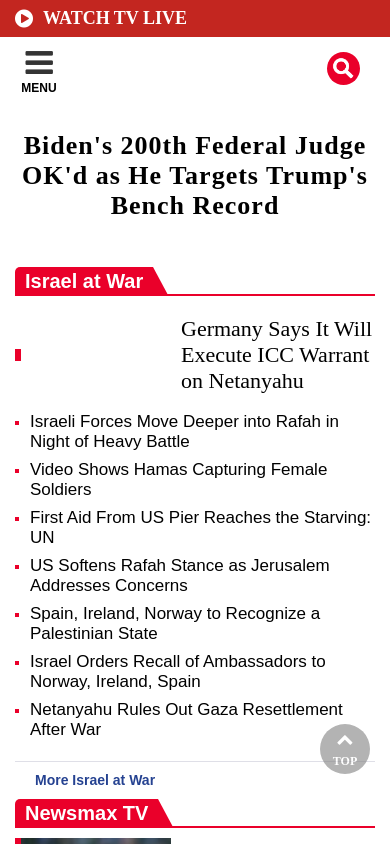 WATCH TV LIVE
MENU
Biden's 200th Federal Judge
OK'd as He Targets Trump's
Bench Record
Israel at War
Germany Says It Will
Execute ICC Warrant
on Netanyahu
Israeli Forces Move Deeper into Rafah in
Night of Heavy Battle
Video Shows Hamas Capturing Female
Soldiers
First Aid From US Pier Reaches the Starving:
UN
US Softens Rafah Stance as Jerusalem
Addresses Concerns
Spain, Ireland, Norway to Recognize a
Palestinian State
Israel Orders Recall of Ambassadors to
Norway, Ireland, Spain
Netanyahu Rules Out Gaza Resettlement
After War
TOP
More Israel at War
Newsmax TV